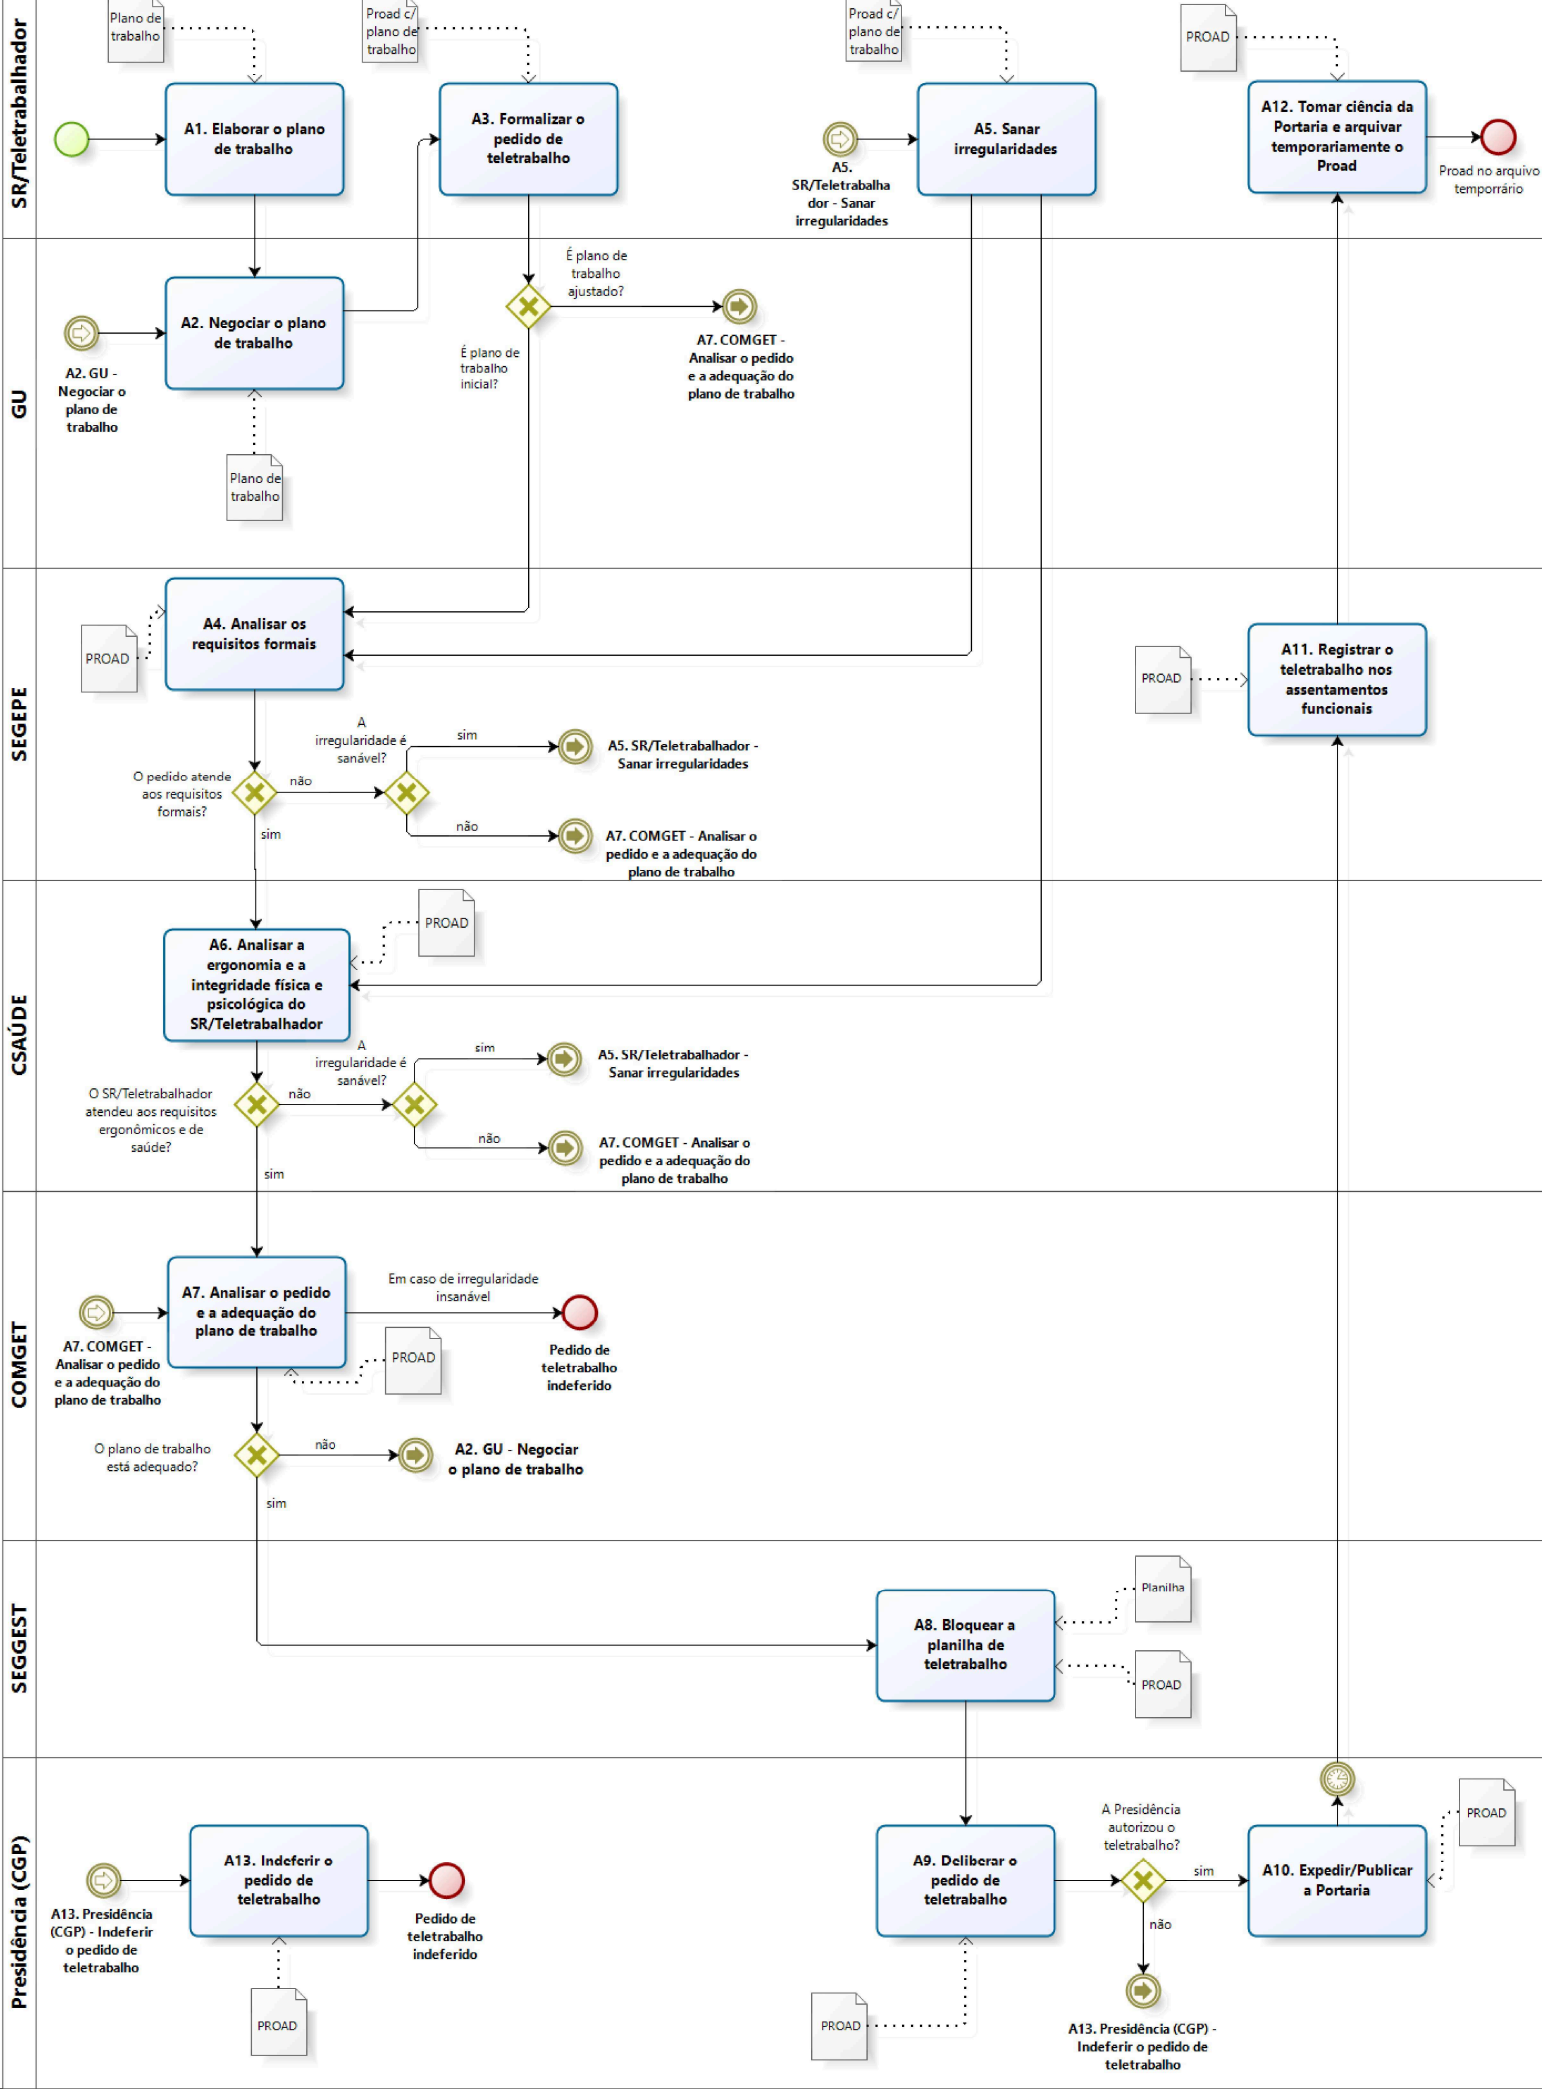 SR/Teletrabalhador
Plano de
trabalho
A1. Elaborar o plano
de trabalho
Proad c/
plano de
trabalho
A3. Formalizar o
pedido de
teletrabalho
Proad c/
plano de
trabalho
A5.
SR/Teletrabalha
dor - Sanar
irregularidades
A5. Sanar
irregularidades
PROAD
A12. Tomar ciência da
Portaria e arquivar
temporariamente o
Proad
Proad no arquivo
temporrário
GU
A2. GU -
Negociar o
plano de
trabalho
A2. Negociar o plano
de trabalho
Plano de
trabalho
É plano de
trabalho
ajustado?
É plano de
trabalho
inicial?
A7. COMGET -
Analisar o pedido
e a adequação do
plano de trabalho
SEGEPE
PROAD
A4. Analisar os
requisitos formais
O pedido atende
aos requisitos
formais?
não
sim
A
irregularidade é
sanável?
sim
A5. SR/Teletrabalhador -
Sanar irregularidades
não
A7. COMGET - Analisar o
pedido e a adequação do
plano de trabalho
PROAD
A11. Registrar o
teletrabalho nos
assentamentos
funcionais
CSAÚDE
PROAD
A6. Analisar a
ergonomia e a
integridade física e
psicológica do
SR/Teletrabalhador
O SR/Teletrabalhador
atendeu aos requisitos
ergonômicos e de
saúde?
não
sim
A
irregularidade é
sanável?
sim
A5. SR/Teletrabalhador -
Sanar irregularidades
não
A7. COMGET - Analisar o
pedido e a adequação do
plano de trabalho
COMGET
A7. COMGET -
Analisar o pedido
e a adequação do
plano de trabalho
A7. Analisar o pedido
e a adequação do
plano de trabalho
Em caso de irregularidade
insanável
Pedido de
teletrabalho
indeferido
PROAD
O plano de trabalho
está adequado?
não
A2. GU - Negociar
o plano de trabalho
sim
SEGGEST
A8. Bloquear a
planilha de
teletrabalho
Planilha
PROAD
Presidência (CGP)
A13. Presidência
(CGP) - Indeferir
o pedido de
teletrabalho
A13. Indeferir o
pedido de
teletrabalho
Pedido de
teletrabalho
indeferido
PROAD
A9. Deliberar o
pedido de
teletrabalho
PROAD
A Presidência
autorizou o
teletrabalho?
sim
não
A13. Presidência (CGP) -
Indeferir o pedido de
teletrabalho
A10. Expedir/Publicar
a Portaria
PROAD